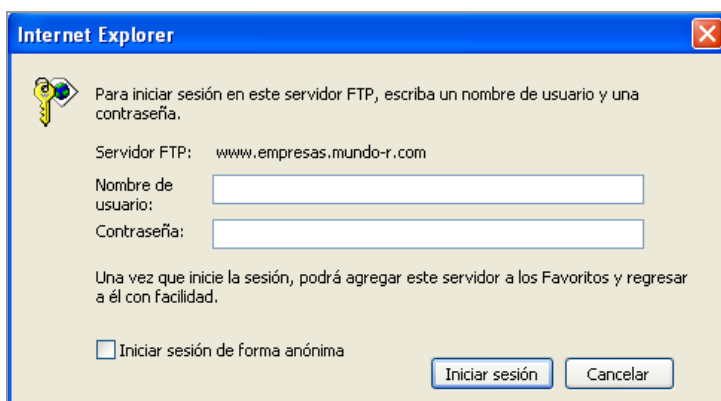 Internet Explorer
Para iniciar sesión en este servidor FTP, escriba un nombre de usuario y una
contraseña.
Servidor FTP: www.empresas.mundo-r.com
Nombre de
usuario:
Contraseña:
Una vez que inicie la sesión, podrá agregar este servidor a los Favoritos y regresar
a él con facilidad.
Iniciar sesión de forma anónima
Iniciar sesión Cancelar